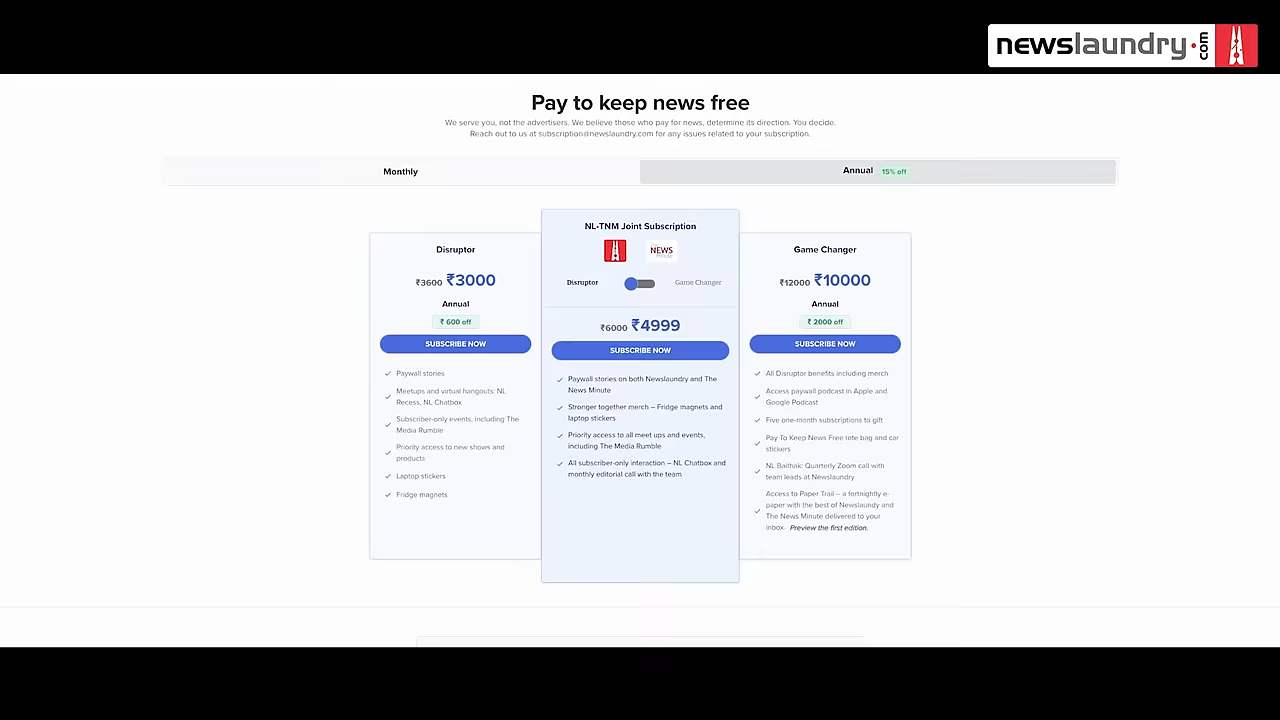 newslaundry.com
Pay to keep news free
We serve you, not the advertisers. We believe those who pay for news, determine its direction. You decide.
Reach out to us at subscription@newslaundry.com for any issues related to your subscription.
Monthly
Annual 15% off
Disruptor
₹3600 ₹3000
Annual
₹ 600 off
SUBSCRIBE NOW
Paywall stories
Meetups and virtual hangouts: NL
Recess, NL Chatbox
Subscriber-only events, including The
Media Rumble
Priority access to new shows and
products
Laptop stickers
Fridge magnets
NL-TNM Joint Subscription
NEWS
Disruptor Game Changer
₹6000 ₹4999
SUBSCRIBE NOW
Paywall stories on both Newslaundry and The
News Minute
Stronger together merch – Fridge magnets and
laptop stickers
Priority access to all meet ups and events,
including The Media Rumble
All subscriber-only interaction – NL Chatbox and
monthly editorial call with the team
Game Changer
₹12000 ₹10000
Annual
₹ 2000 off
SUBSCRIBE NOW
All Disruptor benefits including merch
Access paywall podcast in Apple and
Google Podcast
Five one-month subscriptions to gift
Pay To Keep News Free tote bag and car
stickers
NL Baithak: Quarterly Zoom call with
team leads at Newslaundry
Access to Paper Trail – a fortnightly e-
paper with the best of Newslaundy and
The News Minute delivered to your
inbox. Preview the first edition.